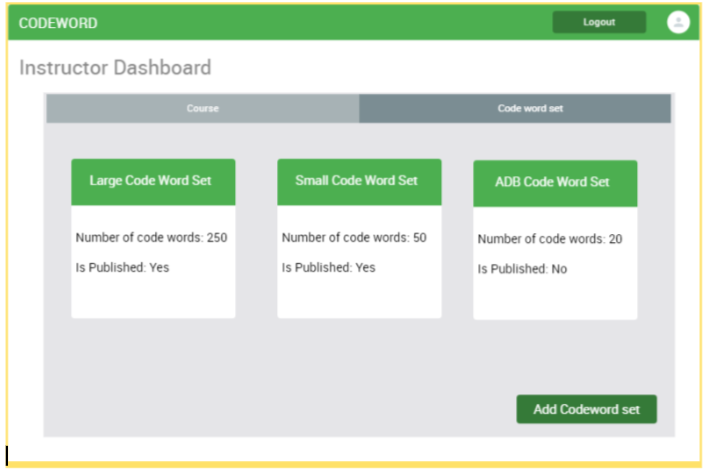 CODEWORD
Logout
Instructor Dashboard
Course
Code word set
Large Code Word Set
Number of code words: 250
Is Published: Yes
Small Code Word Set
Number of code words: 50
Is Published: Yes
ADB Code Word Set
Number of code words: 20
Is Published: No
Add Codeword set